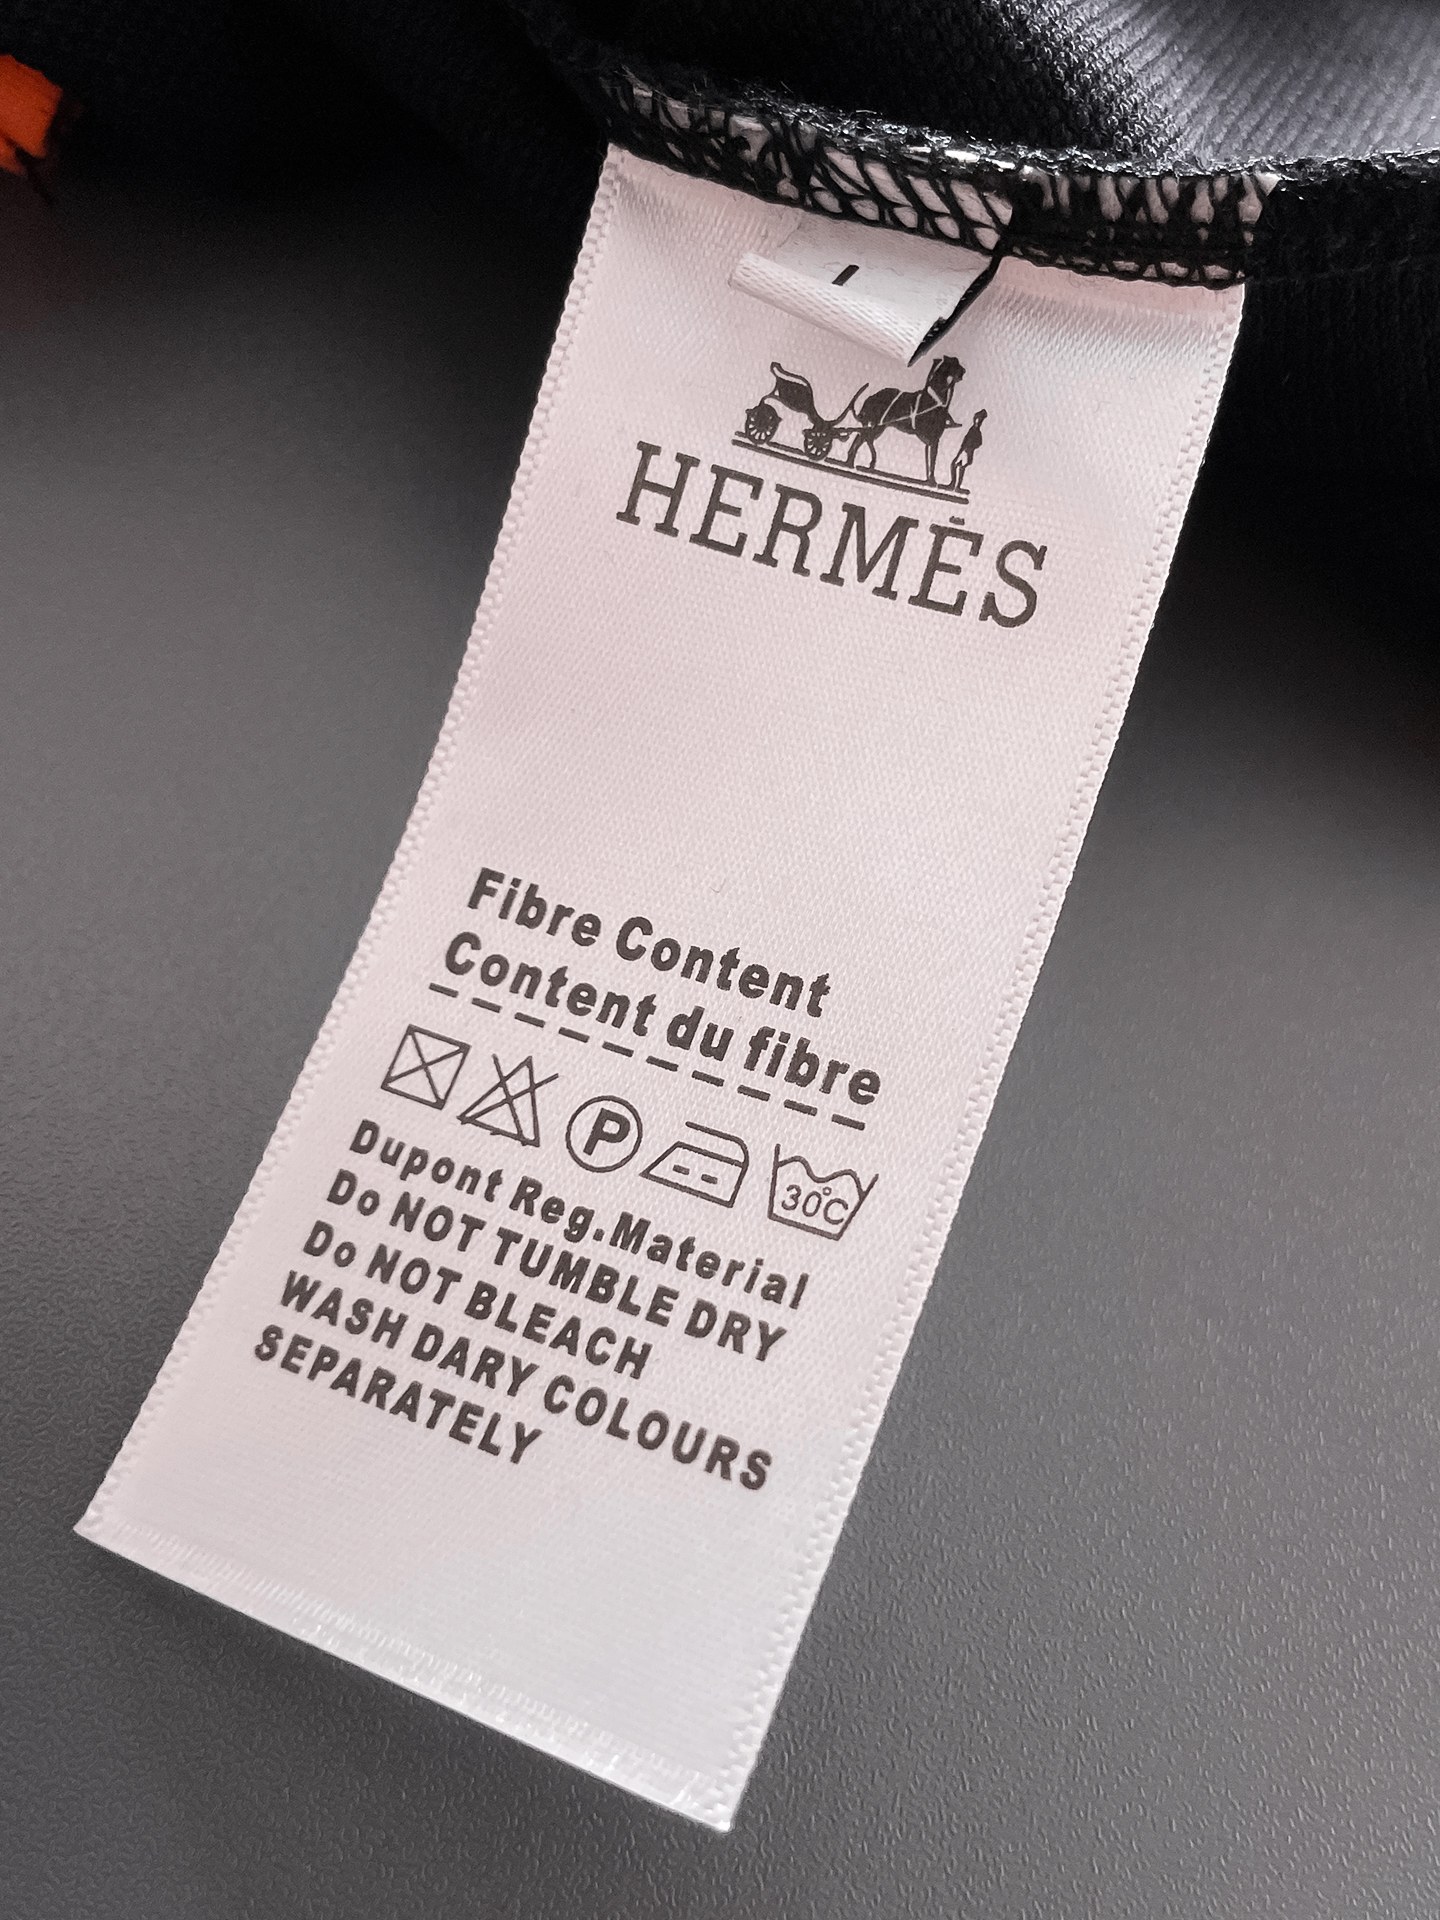 HERMÈS
Fibre Content
Content du fibre
P
30°C
Dupont Reg.Material
Do NOT TUMBLE DRY
Do NOT BLEACH
WASH DARY COLOURS
SEPARATELY